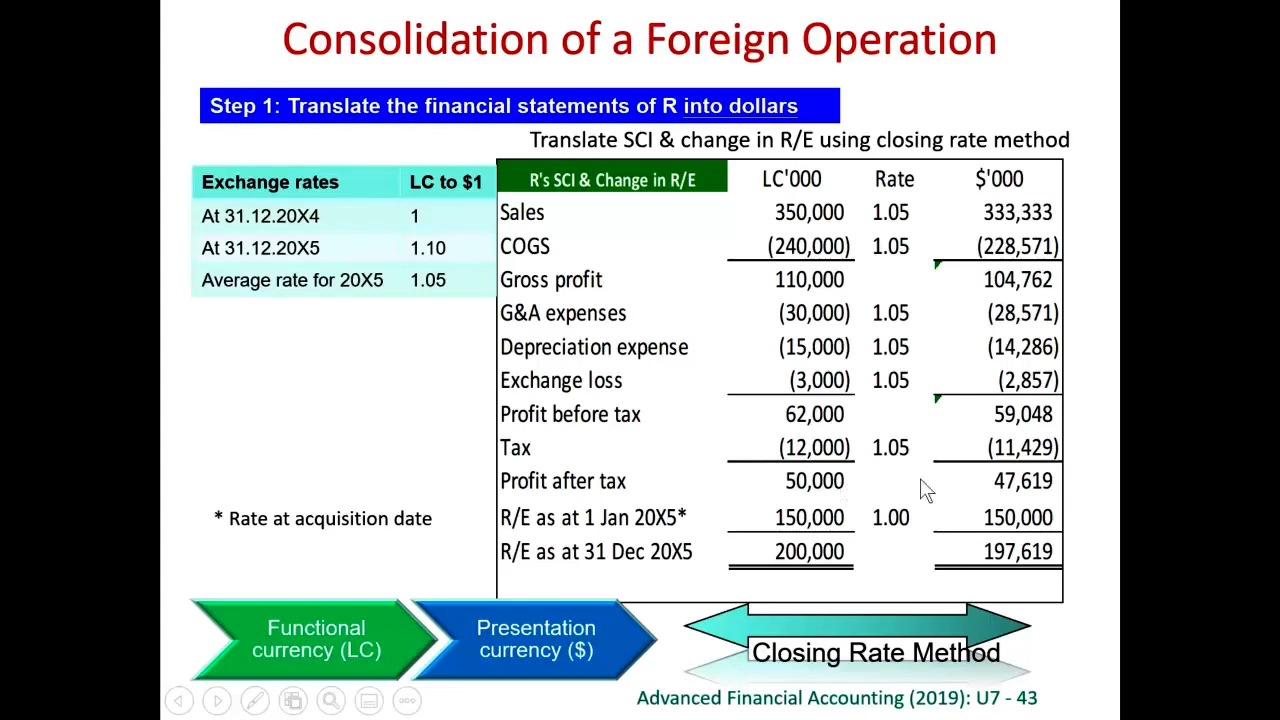 Consolidation of a Foreign Operation
Step 1: Translate the financial statements of R into dollars
Translate SCI & change in R/E using closing rate method
Exchange rates LC to $1
At 31.12.20X4 1
At 31.12.20X5 1.10
Average rate for 20X5 1.05
R's SCI & Change in R/E LC'000 Rate $'000
Sales 350,000 1.05 333,333
COGS (240,000) 1.05 (228,571)
Gross profit 110,000 104,762
G&A expenses (30,000) 1.05 (28,571)
Depreciation expense (15,000) 1.05 (14,286)
Exchange loss (3,000) 1.05 (2,857)
Profit before tax 62,000 59,048
Tax (12,000) 1.05 (11,429)
Profit after tax 50,000 47,619
R/E as at 1 Jan 20X5* 150,000 1.00 150,000
R/E as at 31 Dec 20X5 200,000 197,619
* Rate at acquisition date
Functional
currency (LC)
Presentation
currency ($)
Closing Rate Method
Advanced Financial Accounting (2019): U7 - 43